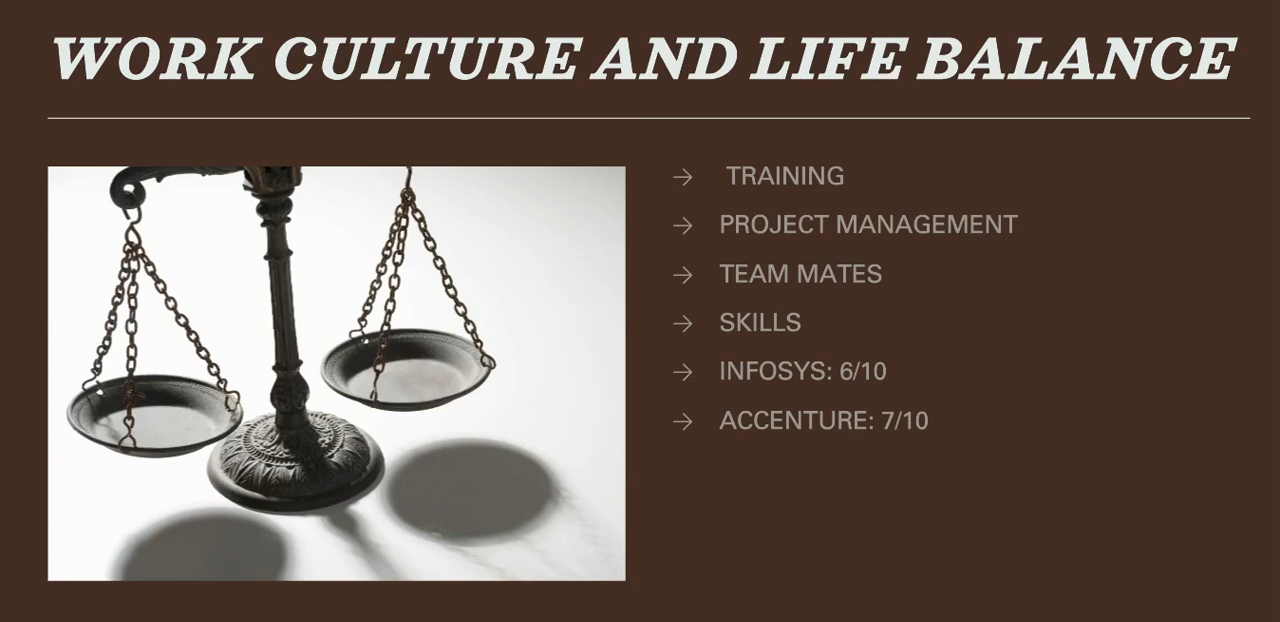 WORK CULTURE AND LIFE BALANCE
→ TRAINING
→ PROJECT MANAGEMENT
→ TEAM MATES
→ SKILLS
→ INFOSYS: 6/10
→ ACCENTURE: 7/10